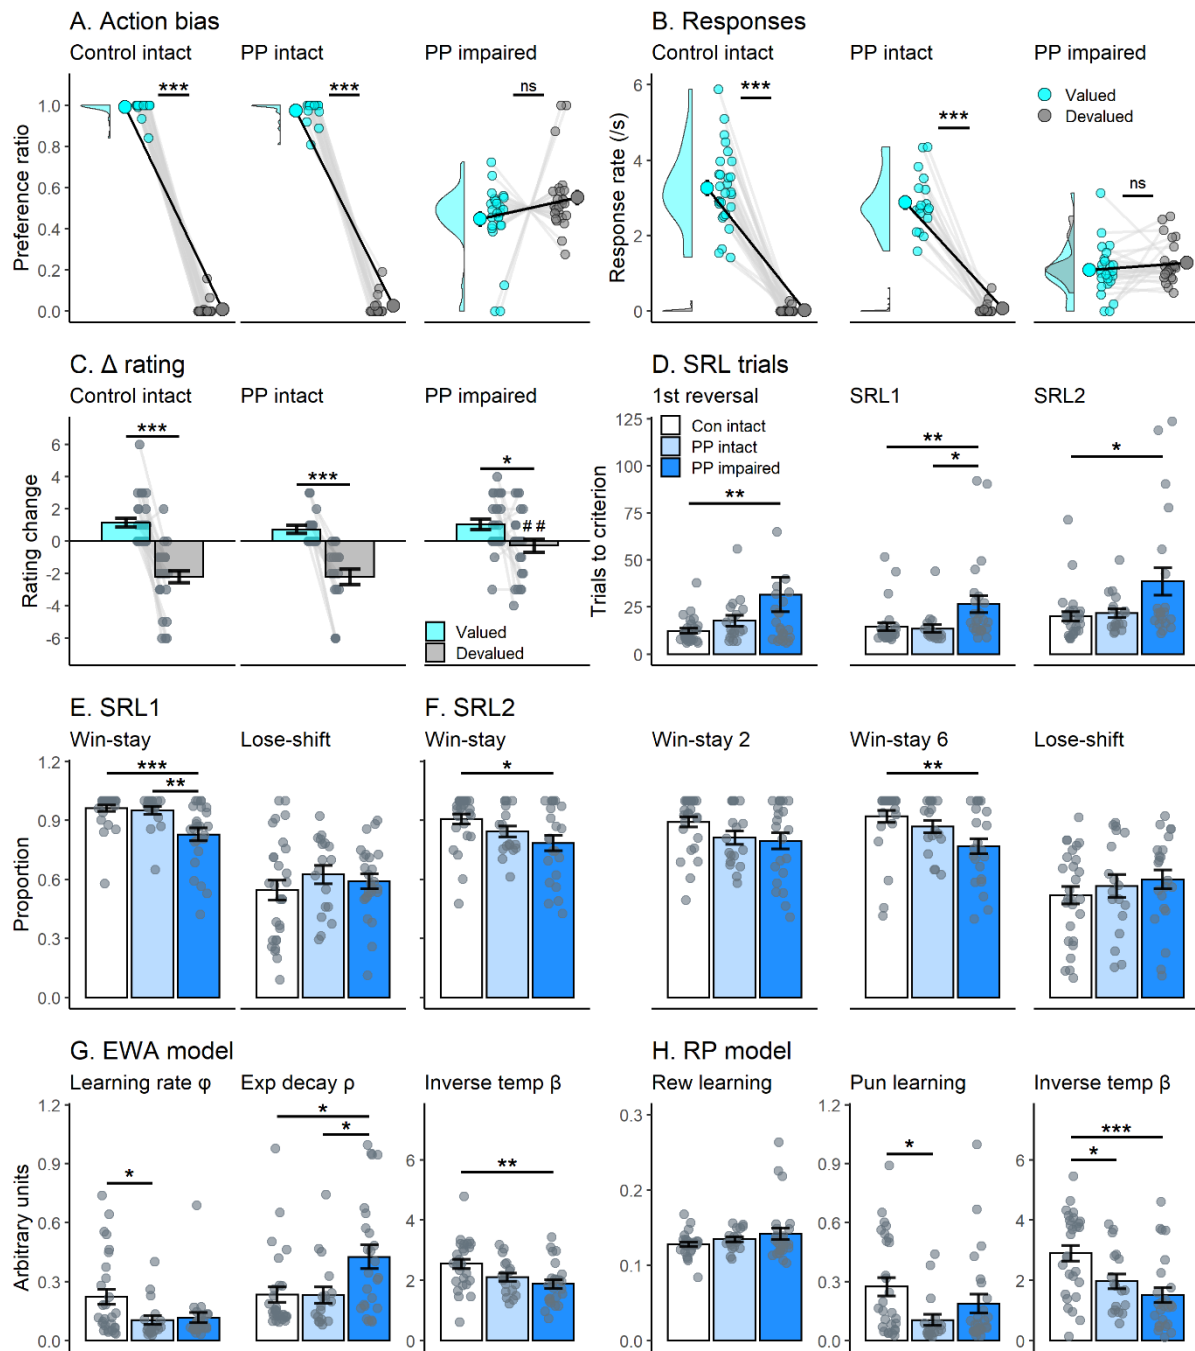 A. Action bias
Control intact
PP intact
PP impaired
***
***
ns
Preference ratio
1.0
0.8
0.6
0.4
0.2
0.0
B. Responses
Control intact
PP intact
PP impaired
Valued
Devalued
***
***
ns
Response rate (/s)
6
4
2
0
C. Δ rating
Control intact
PP intact
PP impaired
***
***
*
##
Rating change
6
4
2
0
-2
-4
-6
Valued
Devalued
D. SRL trials
1st reversal
SRL1
SRL2
Con intact
PP intact
PP impaired
**
**
*
*
Trials to criterion
125
100
75
50
25
0
E. SRL1
Win-stay
Lose-shift
***
**
Proportion
1.2
0.9
0.6
0.3
0.0
F. SRL2
Win-stay
Win-stay 2
Win-stay 6
Lose-shift
*
**
G. EWA model
Learning rate φ
Exp decay ρ
Inverse temp β
*
*
*
**
Arbitrary units
1.2
0.9
0.6
0.3
0.0
6
4
2
0
H. RP model
Rew learning
Pun learning
Inverse temp β
*
***
*
0.3
0.2
0.1
0.0
1.2
0.9
0.6
0.3
0.0
6
4
2
0